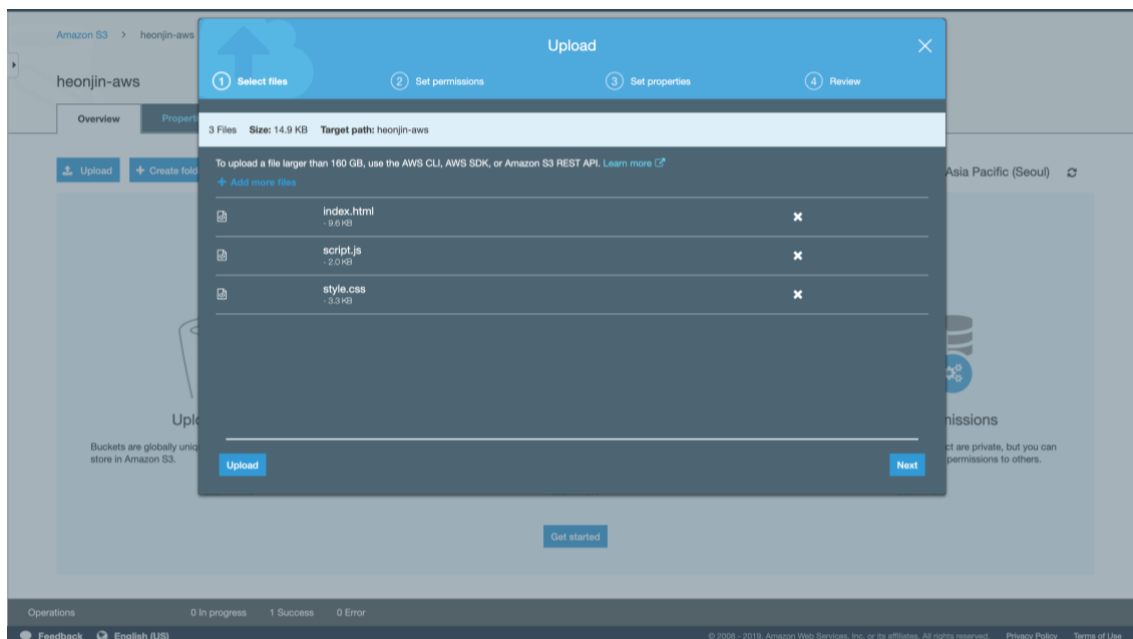 Amazon S3 > heonjin-aws
heonjin-aws
Overview
Upload
Upload
1 Select files
2 Set permissions
3 Set properties
4 Review
3 Files Size: 14.9 KB Target path: heonjin-aws
To upload a file larger than 160 GB, use the AWS CLI, AWS SDK, or Amazon S3 REST API. Learn more
+ Add more files
index.html
- 9.6 KB
script.js
- 2.0 KB
style.css
- 3.3 KB
Upload
Next
Asia Pacific (Seoul)
Buckets are globally
store in Amazon S3.
are private, but you can
permissions to others.
Get started
Operations 0 In progress 1 Success 0 Error
Feedback English (US)
© 2008 - 2019, Amazon Web Services, Inc. or its affiliates. All rights reserved. Privacy Policy Terms of Use